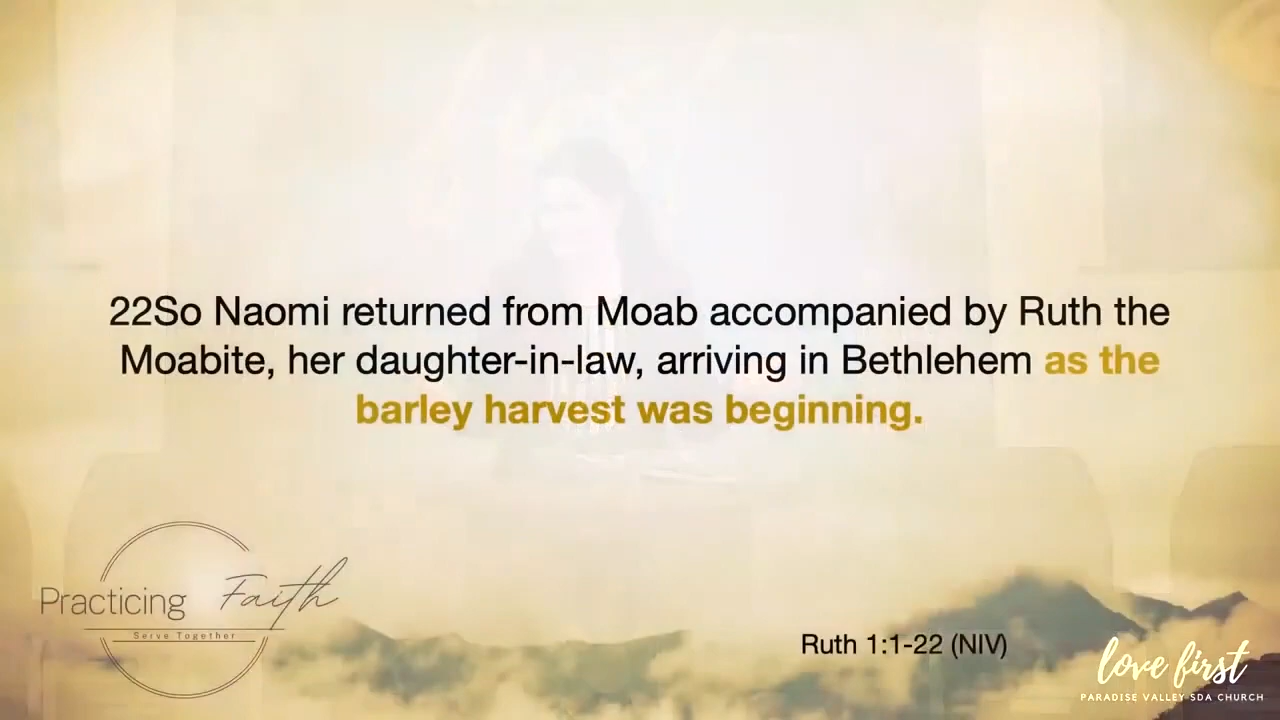 22So Naomi returned from Moab accompanied by Ruth the
Moabite, her daughter-in-law, arriving in Bethlehem as the
barley harvest was beginning.
Practicing Faith
Serve Together
Ruth 1:1-22 (NIV)
love first
PARADISE VALLEY SDA CHURCH